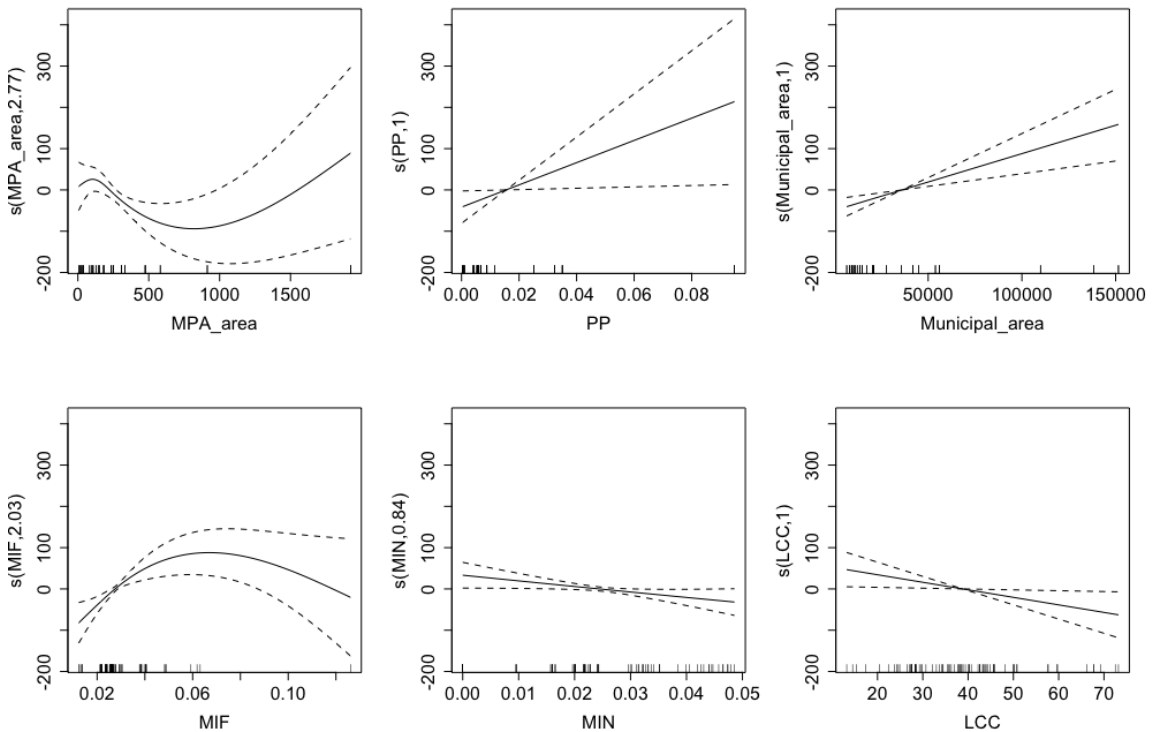 s(MPA_area,2.77)
300
100
0
-200
0 500 1000 1500
MPA_area
s(PP,1)
300
100
0
-200
0.00 0.02 0.04 0.06 0.08
PP
s(Municipal_area,1)
300
100
0
-200
50000 100000 150000
Municipal_area
s(MIF,2.03)
300
100
0
-200
0.02 0.06 0.10
MIF
s(MIN,0.84)
300
100
0
-200
0.00 0.01 0.02 0.03 0.04 0.05
MIN
s(LCC,1)
300
100
0
-200
20 30 40 50 60 70
LCC